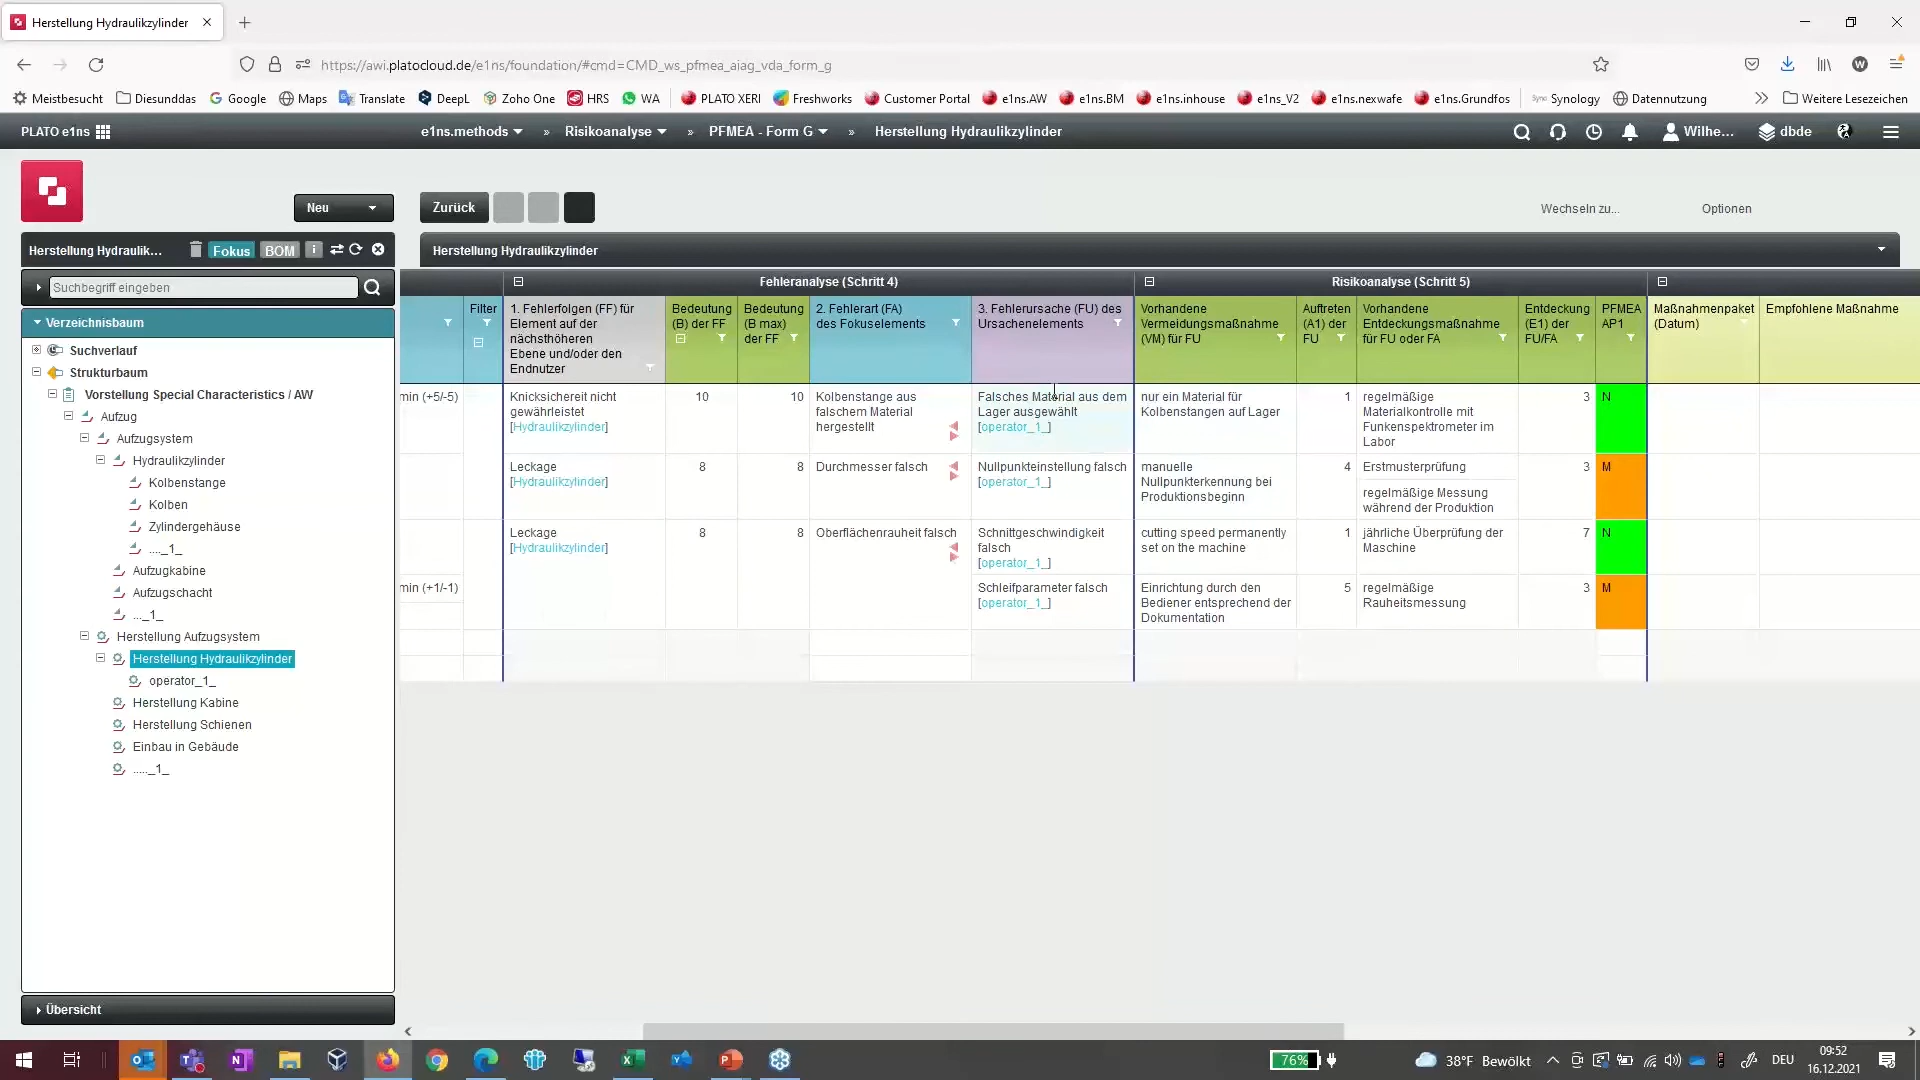 Herstellung Hydraulikzylinder
https://awi.platocloud.de/e1ns/foundation/#cmd=CMD_ws_pfmea_aiag_vda_form_g
Meistbesucht Diesunddas Google Maps Translate DeepL Zoho One HRS WA PLATO XERI Freshworks Customer Portal e1ns.AW e1ns.BM e1ns.inhouse e1ns_V2 e1ns.nexwafe e1ns.Grundfos Synology Datennutzung Weitere Lesezeichen
PLATO e1ns e1ns.methods » Risikoanalyse » PFMEA - Form G » Herstellung Hydraulikzylinder Wilhe... dbde
Neu
Zurück
Wechseln zu...
Optionen
Herstellung Hydraulik... Fokus BOM i
Herstellung Hydraulikzylinder
Suchbegriff eingeben
Verzeichnisbaum
Suchverlauf
Strukturbaum
Vorstellung Special Characteristics / AW
Aufzug
Aufzugsystem
Hydraulikzylinder
Kolbenstange
Kolben
Zylindergehäuse
...._1_
Aufzugkabine
Aufzugschacht
..._1_
Herstellung Aufzugsystem
Herstellung Hydraulikzylinder
operator_1_
Herstellung Kabine
Herstellung Schienen
Einbau in Gebäude
....._1_
Übersicht
Fehleranalyse (Schritt 4)
Risikoanalyse (Schritt 5)
Filter
1. Fehlerfolgen (FF) für
Element auf der
nächsthöheren
Ebene und/oder den
Endnutzer
Bedeutung
(B) der FF
Bedeutung
(B max)
der FF
2. Fehlerart (FA)
des Fokuselements
3. Fehlerursache (FU) des
Ursachenelements
Vorhandene
Vermeidungsmaßnahme
(VM) für FU
Auftreten
(A1) der
FU
Vorhandene
Entdeckungsmaßnahme
für FU oder FA
Entdeckung
(E1) der
FU/FA
PFMEA
AP1
Maßnahmenpaket
(Datum)
Empfohlene Maßnahme
min (+5/-5)
Knicksichereit nicht
gewährleistet
[Hydraulikzylinder]
10
10
Kolbenstange aus
falschem Material
hergestellt
Falsches Material aus dem
Lager ausgewählt
[operator_1_]
nur ein Material für
Kolbenstangen auf Lager
1
regelmäßige
Materialkontrolle mit
Funkenspektrometer im
Labor
3
N
Leckage
[Hydraulikzylinder]
8
8
Durchmesser falsch
Nullpunkteinstellung falsch
[operator_1_]
manuelle
Nullpunkterkennung bei
Produktionsbeginn
4
Erstmusterprüfung
regelmäßige Messung
während der Produktion
3
M
Leckage
[Hydraulikzylinder]
8
8
Oberflächenrauheit falsch
Schnittgeschwindigkeit
falsch
[operator_1_]
cutting speed permanently
set on the machine
1
jährliche Überprüfung der
Maschine
7
N
min (+1/-1)
Schleifparameter falsch
[operator_1_]
Einrichtung durch den
Bediener entsprechend der
Dokumentation
5
regelmäßige
Rauheitsmessung
3
M
76%
38°F Bewölkt
DEU
09:52
16.12.2021